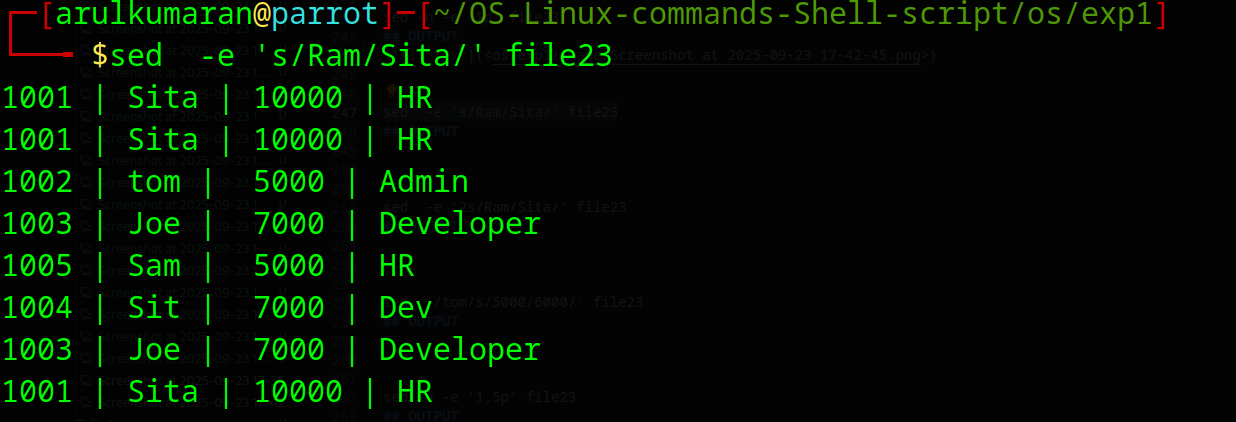 ┌─[arulkumaran@parrot]─[~/OS-Linux-commands-Shell-script/os/exp1]
└──╼ $sed  -e 's/Ram/Sita/' file23
1001 | Sita | 10000 | HR
1001 | Sita | 10000 | HR
1002 | tom |  5000 | Admin
1003 | Joe |  7000 | Developer
1005 | Sam |  5000 | HR
1004 | Sit |  7000 | Dev
1003 | Joe |  7000 | Developer
1001 | Sita | 10000 | HR